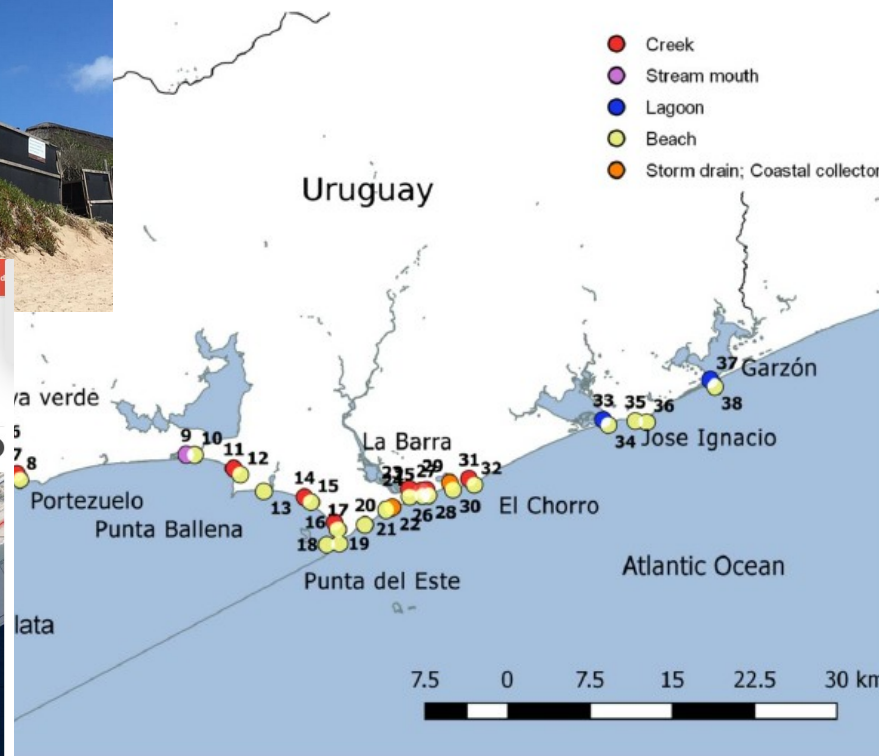 Creek
Stream mouth
Lagoon
Beach
Storm drain; Coastal collector
Uruguay
37
Garzón
38
33
35
36
34
Jose Ignacio
va verde
6
7
8
9
10
La Barra
11
12
29
31
32
27
14
15
13
Portezuelo
Punta Ballena
20
21
22
26
28
30
El Chorro
16
17
18
19
Punta del Este
Atlantic Ocean
lata
7.5 0 7.5 15 22.5 30 km